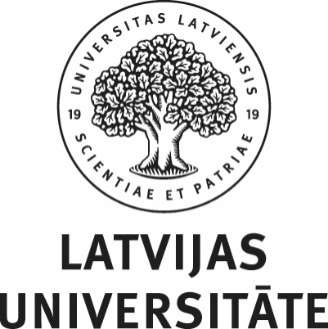 UNIVERSITAS LATVIENSIS
19 19
SCIENTIAE ET PATRIAE
LATVIJAS
UNIVERSITĀTE